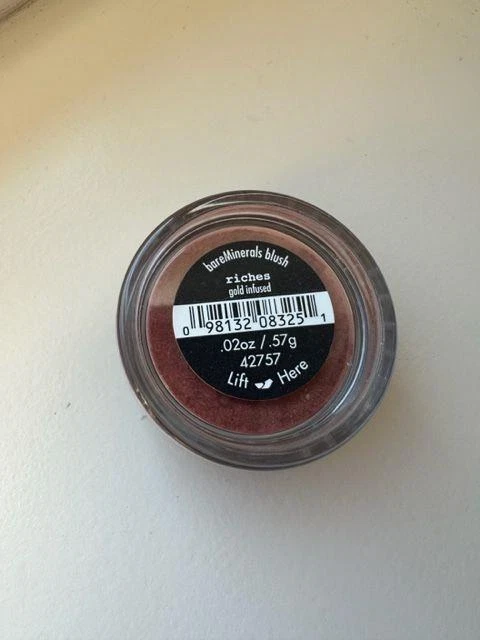 bareMinerals blush
riches
gold infused
0 98132 08325 1
.02oz / .57g
42757
Lift Here